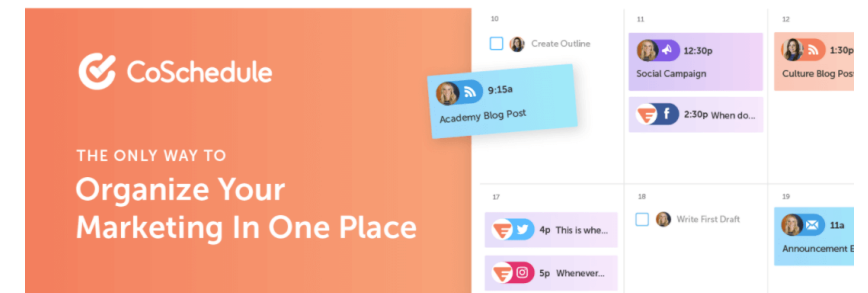 CoSchedule
THE ONLY WAY TO
Organize Your
Marketing In One Place
10
Create Outline
9:15a
Academy Blog Post
11
12:30p
Social Campaign
2:30p When do...
12
1:30p
Culture Blog Pos
17
4p This is whe...
5p Whenever...
18
Write First Draft
19
11a
Announcement E